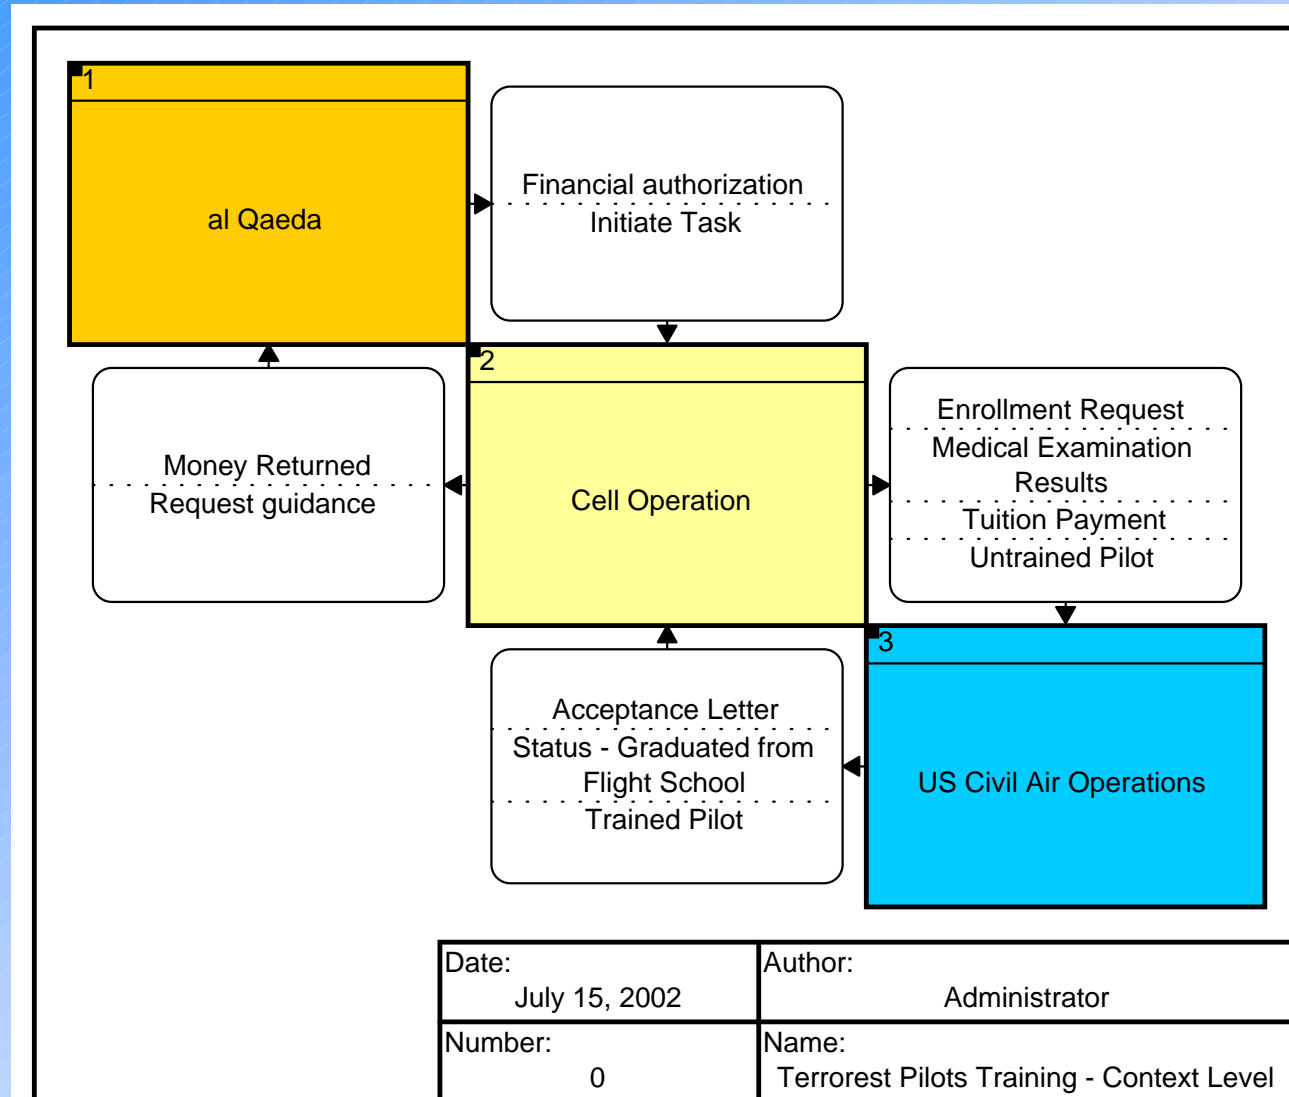 1
al Qaeda
Financial authorization
Initiate Task
Money Returned
Request guidance
2
Cell Operation
Enrollment Request
Medical Examination
Results
Tuition Payment
Untrained Pilot
Acceptance Letter
Status - Graduated from
Flight School
Trained Pilot
3
US Civil Air Operations
Date:
July 15, 2002
Author:
Administrator
Number:
0
Name:
Terrorest Pilots Training - Context Level